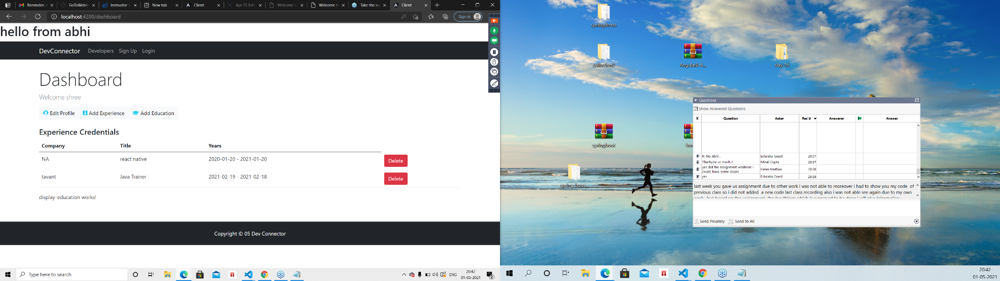 Reminder: A
GoToWebin
Instructor-L
New tab
Client
Apr 25 8:46
Welcome to
Welcome to
Take the su
Client
localhost:4200/dashboard
Sign in
hello from abhi
DevConnector Developers Sign Up Login
Dashboard
Welcome shree
Edit Profile Add Experience Add Education
Experience Credentials
Company Title Years
NA react native 2020-01-20 - 2021-01-20 Delete
tavant Java Trainer 2021-02-19 - 2021-02-18 Delete
display-education works!
Copyright © 05 Dev Connector
Type here to search
ENG
20:42
01-05-2021
2
springdemo
collection2
Angular8-S...
day-16
springboot
spring_boot...
Questions
Show Answered Questions
X Question Asker Rec'd Answerer Answer
R: No Abhi . Edureka Guest 20:37
Thankyou so much..! Minal Gupta 20:37
yes did the assignment whatever i
could; have some issues Helen Mathias 20:38
yes Edureka Guest 20:38
last week you gave us assignment due to other work i was not able to moreover i had to show you my code of
previous class so i did not added a new code last class recording also i was not able see again due to my own
Send Privately Send to All
20:42
01-05-2021